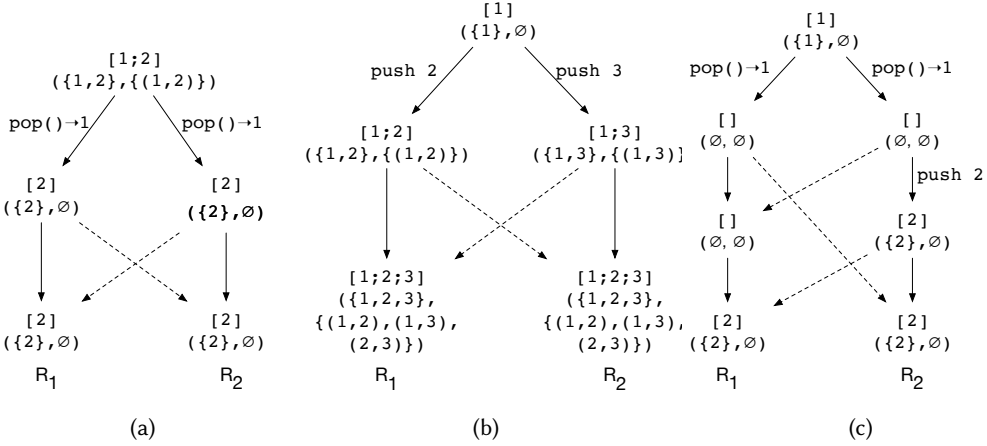 [1;2]
({1,2},{(1,2)})
pop()→1
pop()→1
[2]
({2},∅)
[2]
({2},∅)
[2]
({2},∅)
[2]
({2},∅)
R1
R2
(a)
[1]
({1},∅)
push 2
push 3
[1;2]
({1,2},{(1,2)})
[1;3]
({1,3},{(1,3)}
[1;2;3]
({1,2,3},
{(1,2),(1,3),
(2,3)})
[1;2;3]
({1,2,3},
{(1,2),(1,3),
(2,3)})
R1
R2
(b)
[1]
({1},∅)
pop()→1
pop()→1
[]
(∅,∅)
[]
(∅,∅)
push 2
[]
(∅,∅)
[2]
({2},∅)
[2]
({2},∅)
[2]
({2},∅)
R1
R2
(c)